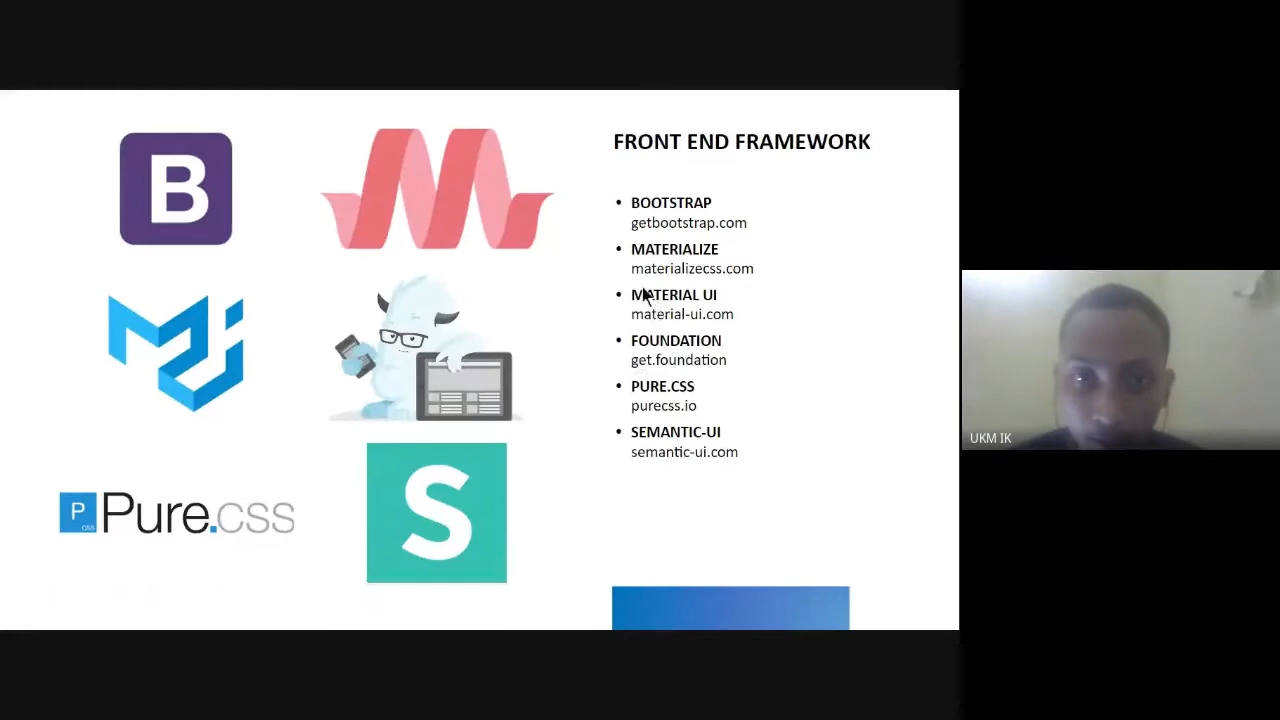 B
FRONT END FRAMEWORK
• BOOTSTRAP
getbootstrap.com
• MATERIALIZE
materializecss.com
• MATERIAL UI
material-ui.com
• FOUNDATION
get.foundation
• PURE.CSS
purecss.io
• SEMANTIC-UI
semantic-ui.com
P
css
Pure.css
S
UKM IK